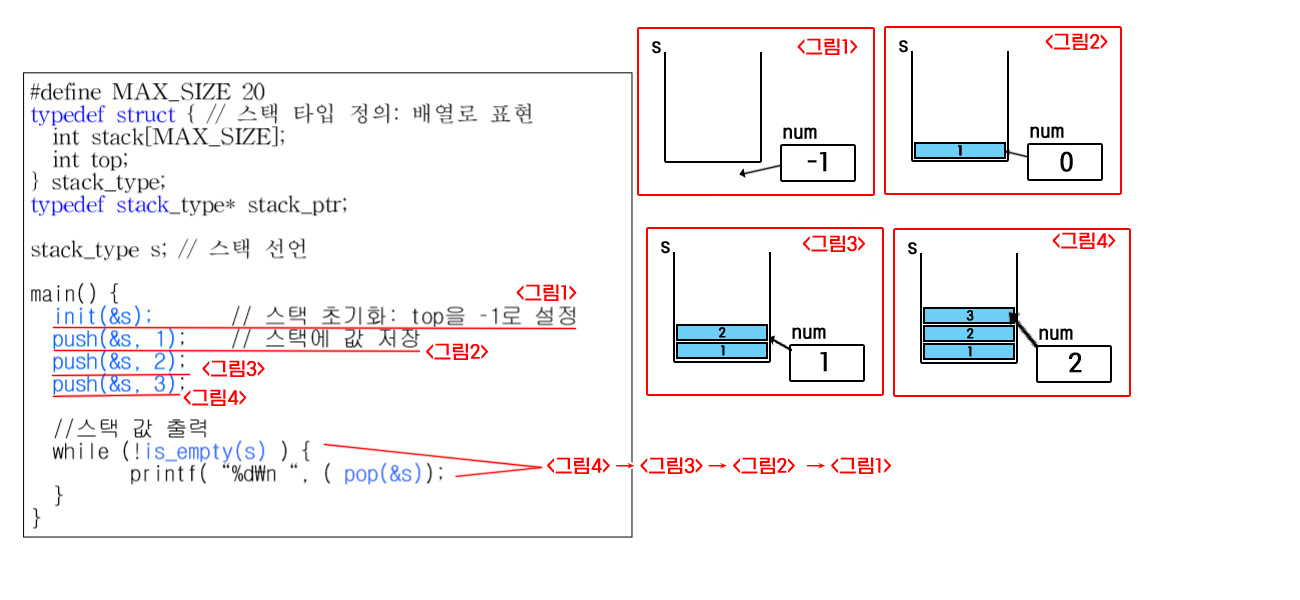 #define MAX_SIZE 20
typedef struct { // 스택 타입 정의: 배열로 표현
int stack[MAX_SIZE];
int top;
} stack_type;
typedef stack_type* stack_ptr;
stack_type s; // 스택 선언
main() {
<그림1>
init(&s); // 스택 초기화: top을 -1로 설정
push(&s, 1); // 스택에 값 저장
<그림2>
push(&s, 2);
<그림3>
push(&s, 3);
<그림4>
//스택 값 출력
while (!is_empty(s) ) {
printf( “%d₩n “, ( pop(&s));
}
}
<그림4> → <그림3> → <그림2> → <그림1>
s
<그림1>
num
-1
s
<그림2>
num
1
0
s
<그림3>
num
2
1
1
s
<그림4>
3
num
2
1
2